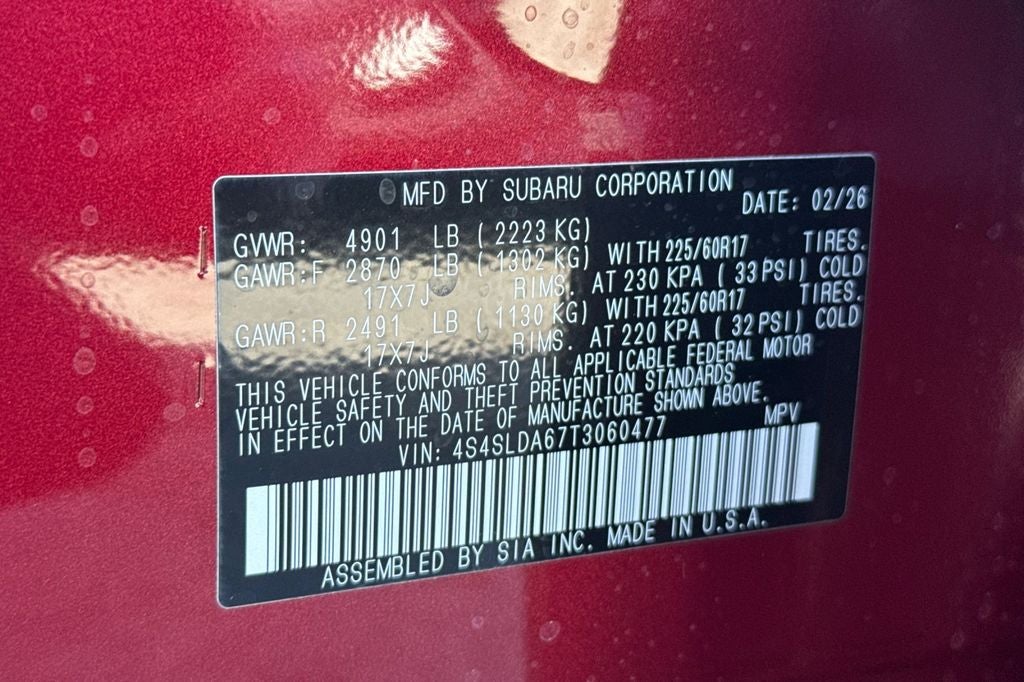 MFD BY SUBARU CORPORATION
DATE: 02/26
GVWR: 4901 LB (2223 KG)
GAWR:F 2870 LB (1302 KG) WITH 225/60R17 TIRES.
17X7J RIMS. AT 230 KPA (33 PSI) COLD
GAWR:R 2491 LB (1130 KG) WITH 225/60R17 TIRES.
17X7J RIMS. AT 220 KPA (32 PSI) COLD
THIS VEHICLE CONFORMS TO ALL APPLICABLE FEDERAL MOTOR
VEHICLE SAFETY AND THEFT PREVENTION STANDARDS
IN EFFECT ON THE DATE OF MANUFACTURE SHOWN ABOVE.
VIN: 4S4SLDA67T3060477 MPV
ASSEMBLED BY SIA INC. MADE IN U.S.A.